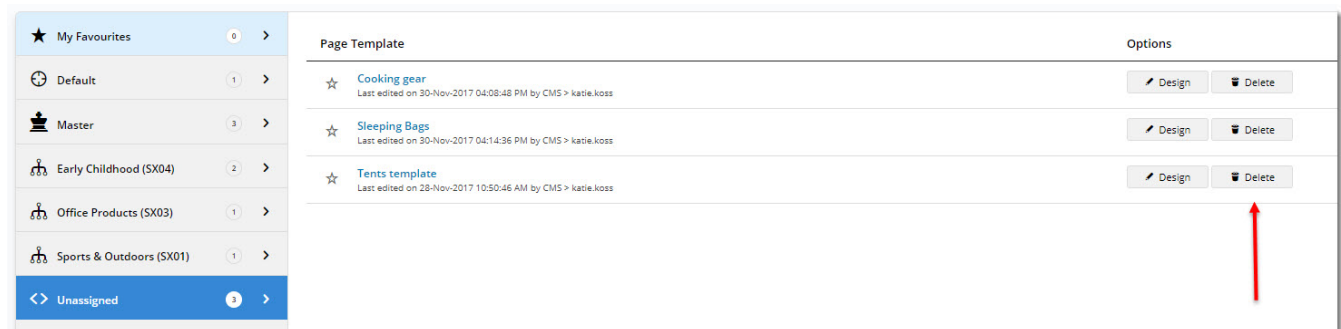 My Favourites 0
Default 1
Master 3
Early Childhood (SX04) 2
Office Products (SX03) 1
Sports & Outdoors (SX01) 1
Unassigned 3
Page Template Options
Cooking gear
Last edited on 30-Nov-2017 04:08:48 PM by CMS > katie.koss
Design Delete
Sleeping Bags
Last edited on 30-Nov-2017 04:14:36 PM by CMS > katie.koss
Design Delete
Tents template
Last edited on 28-Nov-2017 10:50:46 AM by CMS > katie.koss
Design Delete